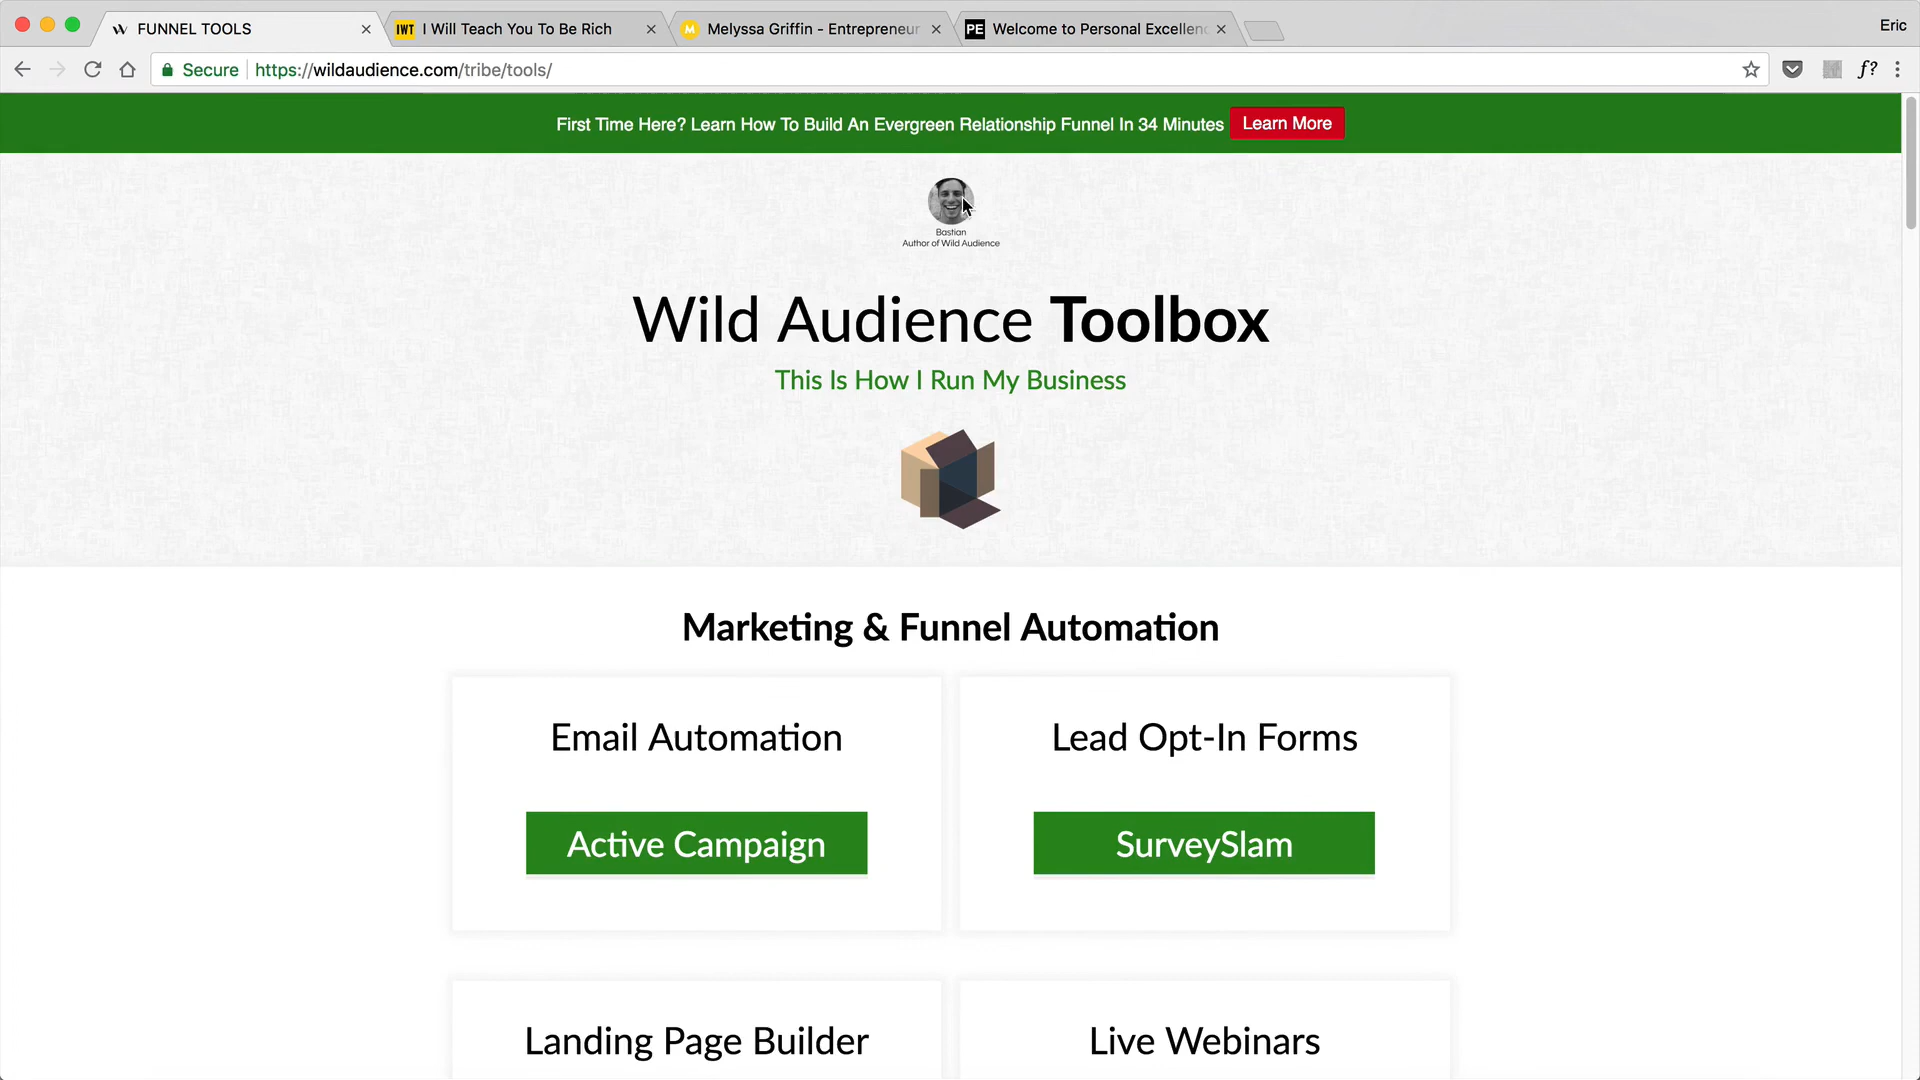 FUNNEL TOOLS
IWT I Will Teach You To Be Rich
M Melyssa Griffin - Entrepreneur
PE Welcome to Personal Excellenc
Eric
Secure https://wildaudience.com/tribe/tools/
f?
First Time Here? Learn How To Build An Evergreen Relationship Funnel In 34 Minutes Learn More
Bastian
Author of Wild Audience
Wild Audience Toolbox
This Is How I Run My Business
Marketing & Funnel Automation
Email Automation
Lead Opt-In Forms
Active Campaign
SurveySlam
Landing Page Builder
Live Webinars